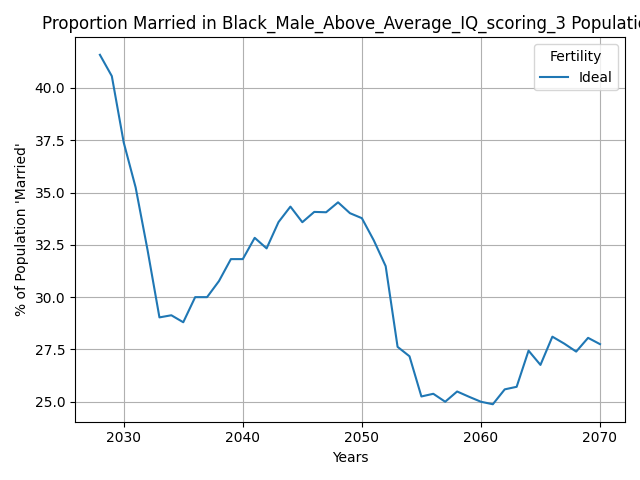 Proportion Married in Black_Male_Above_Average_IQ_scoring_3 Populatio
Fertility
Ideal
% of Population 'Married'
40.0
37.5
35.0
32.5
30.0
27.5
25.0
2030 2040 2050 2060 2070
Years